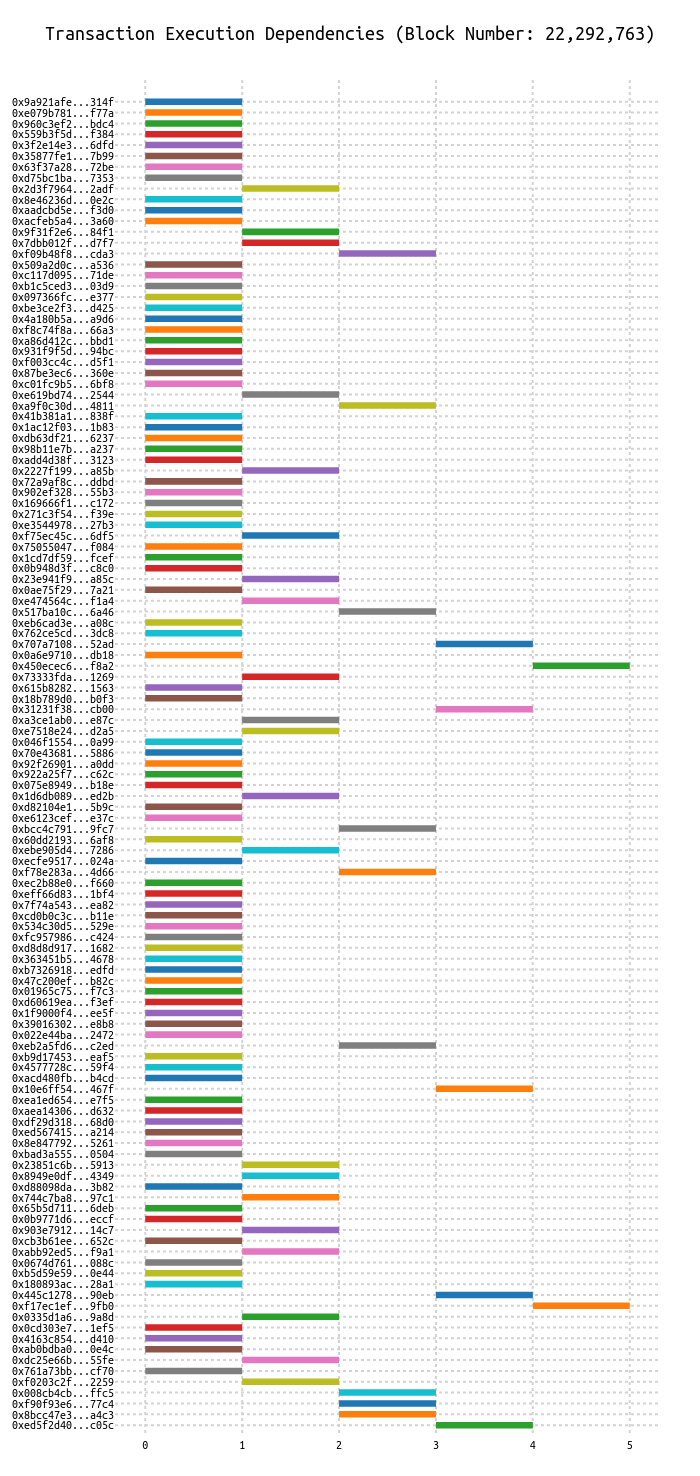 Transaction Execution Dependencies (Block Number: 22,292,763)
0x9a921afe...314f
0xe079b781...f77a
0x960c3ef2...bdc4
0x559b3f5d...f384
0x3f2e14e3...6dfd
0x35877fe1...7b99
0x63f37a28...72be
0xd75bc1ba...7353
0x2d3f7964...2adf
0x8e46236d...0e2c
0xaadcbd5e...f3d0
0xacfeb5a4...3a60
0x9f31f2e6...84f1
0x7dbb012f...d7f7
0xf09b48f8...cda3
0x509a2d0c...a536
0xc117d095...71de
0xb1c5ced3...03d9
0x097366fc...e377
0xbe3ce2f3...d425
0x4a180b5a...a9d6
0xf8c74f8a...66a3
0xa86d412c...bbd1
0x931f9f5d...94bc
0xf003cc4c...d5f1
0x87be3ec6...360e
0xc01fc9b5...6bf8
0xe619bd74...2544
0xa9f0c30d...4811
0x41b381a1...838f
0x1ac12f03...1b83
0xdb63df21...6237
0x98b11e7b...a237
0xadd4d38f...3123
0x2227f199...a85b
0x72a9af8c...ddbd
0x902ef328...55b3
0x169666f1...c172
0x271c3f54...f39e
0xe3544978...27b3
0xf75ec45c...6df5
0x75055047...f084
0x1cd7df59...fcef
0x0b948d3f...c8c0
0x23e941f9...a85c
0x0ae75f29...7a21
0xe474564c...f1a4
0x517ba10c...6a46
0xeb6cad3e...a08c
0x762ce5cd...3dc8
0x707a7108...52ad
0x0a6e9710...db18
0x450ecec6...f8a2
0x73333fda...1269
0x615b8282...1563
0x18b789d0...b0f3
0x31231f38...cb00
0xa3ce1ab0...e87c
0xe7518e24...d2a5
0x046f1554...0a99
0x70e43681...5886
0x92f26901...a0dd
0x922a25f7...c62c
0x075e8949...b18e
0x1d6db089...ed2b
0xd82104e1...5b9c
0xe6123cef...e37c
0xbcc4c791...9fc7
0x60dd2193...6af8
0xebe905d4...7286
0xecfe9517...024a
0xf78e283a...4d66
0xec2b88e0...f660
0xeff66d83...1bf4
0x7f74a543...ea82
0xcd0b0c3c...b11e
0x534c30d5...529e
0xfc957986...c424
0xd8d8d917...1682
0x363451b5...4678
0xb7326918...edfd
0x47c200ef...b82c
0x01965c75...f7c3
0xd60619ea...f3ef
0x1f9000f4...ee5f
0x39016302...e8b8
0x022e44ba...2472
0xeb2a5fd6...c2ed
0xb9d17453...eaf5
0x4577728c...59f4
0xacd480fb...b4cd
0x10e6ff54...467f
0xea1ed654...e7f5
0xaea14306...d632
0xdf29d318...68d0
0xed567415...a214
0x8e847792...5261
0xbad3a555...0504
0x23851c6b...5913
0x8949e0df...4349
0xd88098da...3b82
0x744c7ba8...97c1
0x65b5d711...6deb
0x0b9771d6...eccf
0x903e7912...14c7
0xcb3b61ee...652c
0xabb92ed5...f9a1
0x0674d761...088c
0xb5d59e59...0e44
0x180893ac...28a1
0x445c1278...90eb
0xf17ec1ef...9fb0
0x0335d1a6...9a8d
0x0cd303e7...1ef5
0x4163c854...d410
0xab0bdba0...0e4c
0xdc25e66b...55fe
0x761a73bb...cf70
0xf0203c2f...2259
0x008cb4cb...ffc5
0xf90f93e6...77c4
0x8bcc47e3...a4c3
0xed5f2d40...c05c
0 1 2 3 4 5